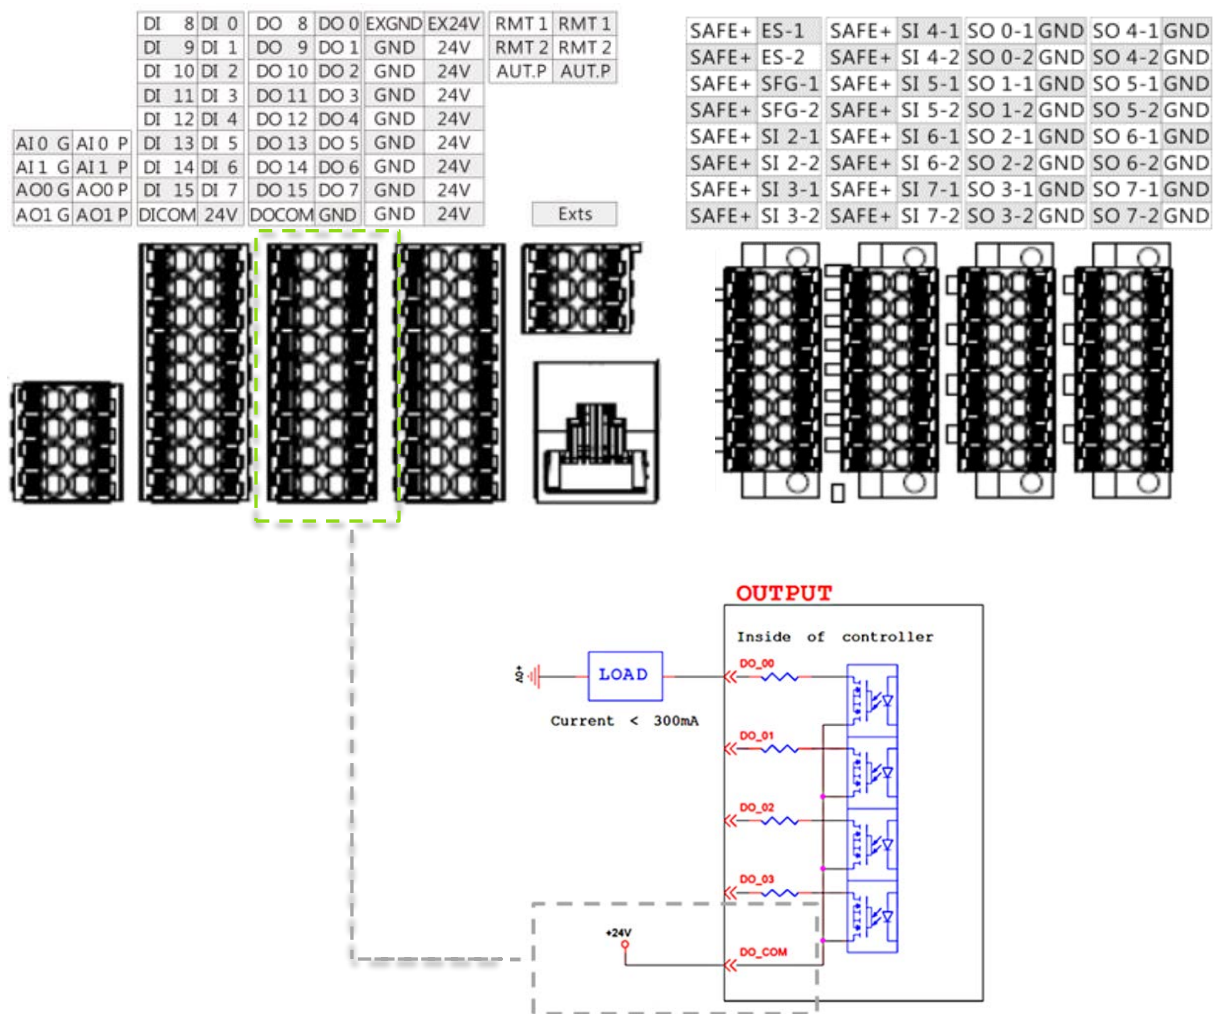 DI 8 DI 0 DO 8 DO 0 EXGND EX24V RMT 1 RMT 1
DI 9 DI 1 DO 9 DO 1 GND 24V RMT 2 RMT 2
DI 10 DI 2 DO 10 DO 2 GND 24V AUT.P AUT.P
DI 11 DI 3 DO 11 DO 3 GND 24V
DI 12 DI 4 DO 12 DO 4 GND 24V
AI 0 G AI 0 P DI 13 DI 5 DO 13 DO 5 GND 24V
AI 1 G AI 1 P DI 14 DI 6 DO 14 DO 6 GND 24V
AO0 G AO0 P DI 15 DI 7 DO 15 DO 7 GND 24V
AO1 G AO1 P DICOM 24V DOCOM GND GND 24V Exts
SAFE+ ES-1 SAFE+ SI 4-1 SO 0-1 GND SO 4-1 GND
SAFE+ ES-2 SAFE+ SI 4-2 SO 0-2 GND SO 4-2 GND
SAFE+ SFG-1 SAFE+ SI 5-1 SO 1-1 GND SO 5-1 GND
SAFE+ SFG-2 SAFE+ SI 5-2 SO 1-2 GND SO 5-2 GND
SAFE+ SI 2-1 SAFE+ SI 6-1 SO 2-1 GND SO 6-1 GND
SAFE+ SI 2-2 SAFE+ SI 6-2 SO 2-2 GND SO 6-2 GND
SAFE+ SI 3-1 SAFE+ SI 7-1 SO 3-1 GND SO 7-1 GND
SAFE+ SI 3-2 SAFE+ SI 7-2 SO 3-2 GND SO 7-2 GND
OUTPUT
Inside of controller
DO_00
+0V
LOAD
Current < 300mA
DO_01
DO_02
DO_03
+24V
DO_COM